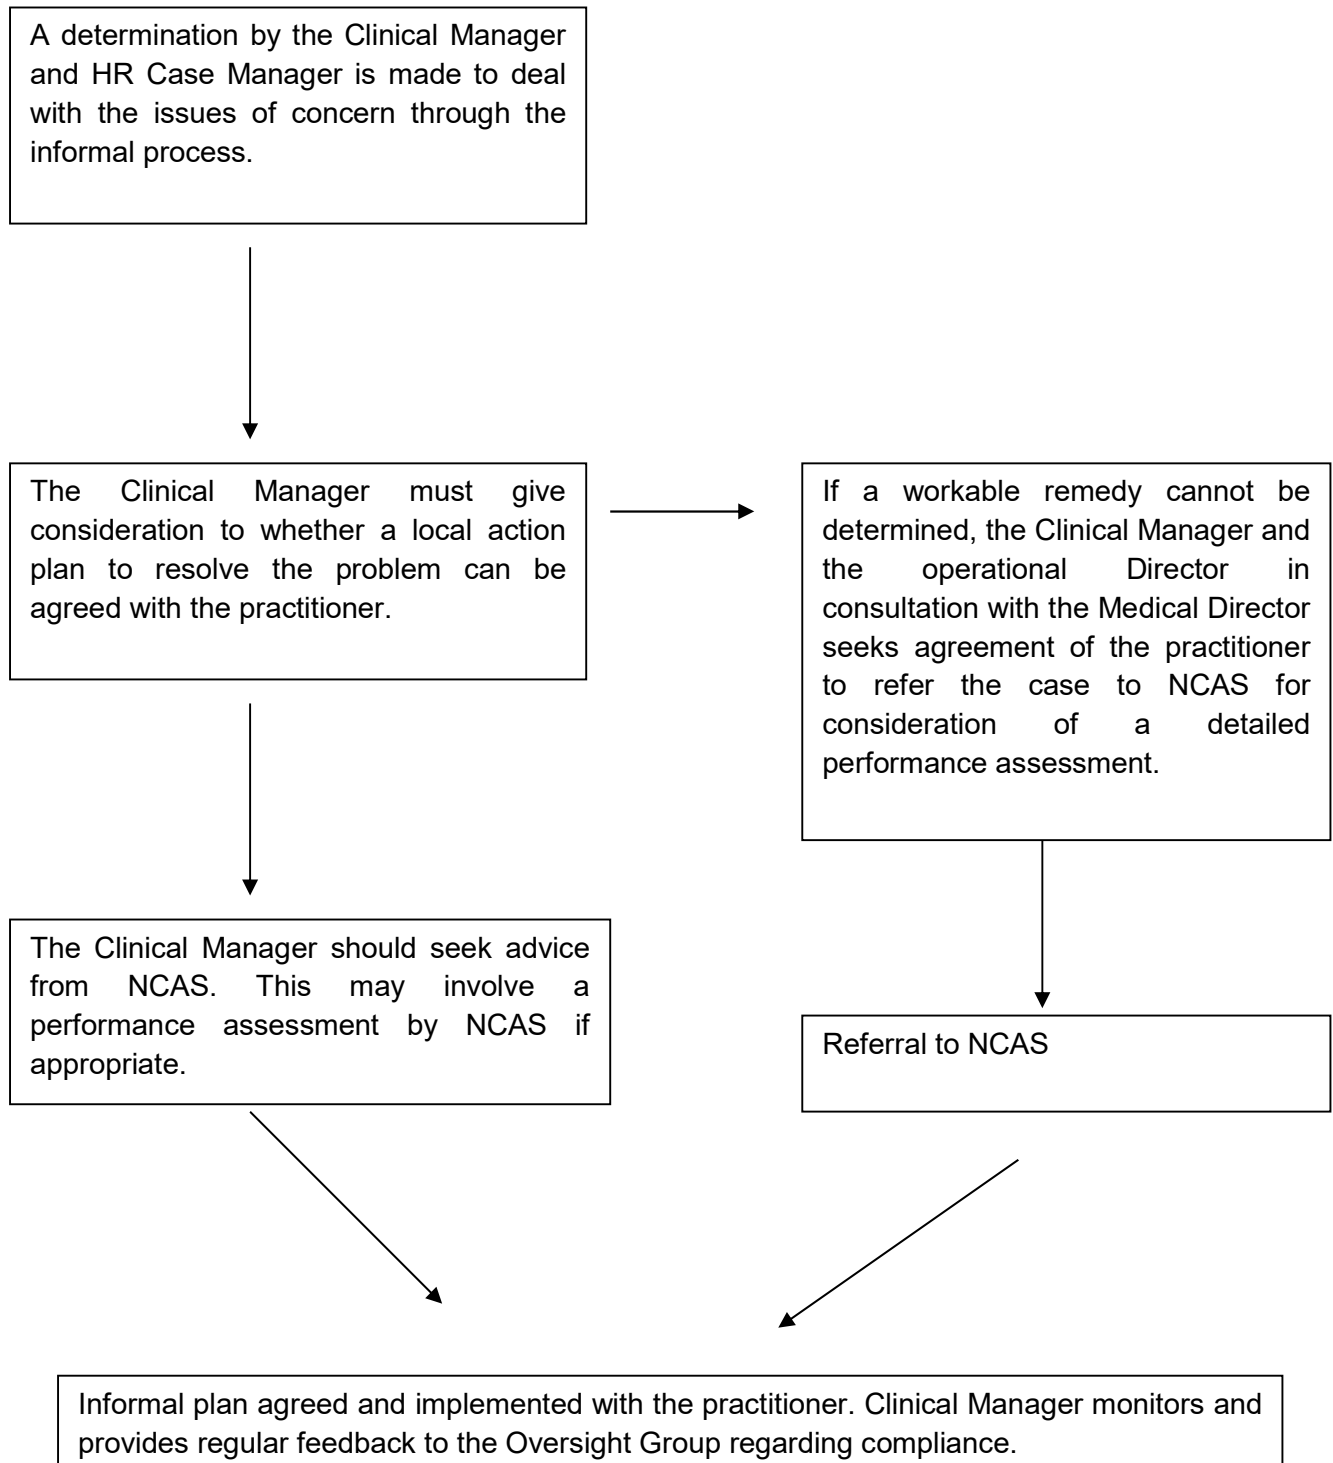 A determination by the Clinical Manager
and HR Case Manager is made to deal
with the issues of concern through the
informal process.
The Clinical Manager must give
consideration to whether a local action
plan to resolve the problem can be
agreed with the practitioner.
If a workable remedy cannot be
determined, the Clinical Manager and
the operational Director in
consultation with the Medical Director
seeks agreement of the practitioner
to refer the case to NCAS for
consideration of a detailed
performance assessment.
The Clinical Manager should seek advice
from NCAS. This may involve a
performance assessment by NCAS if
appropriate.
Referral to NCAS
Informal plan agreed and implemented with the practitioner. Clinical Manager monitors and
provides regular feedback to the Oversight Group regarding compliance.